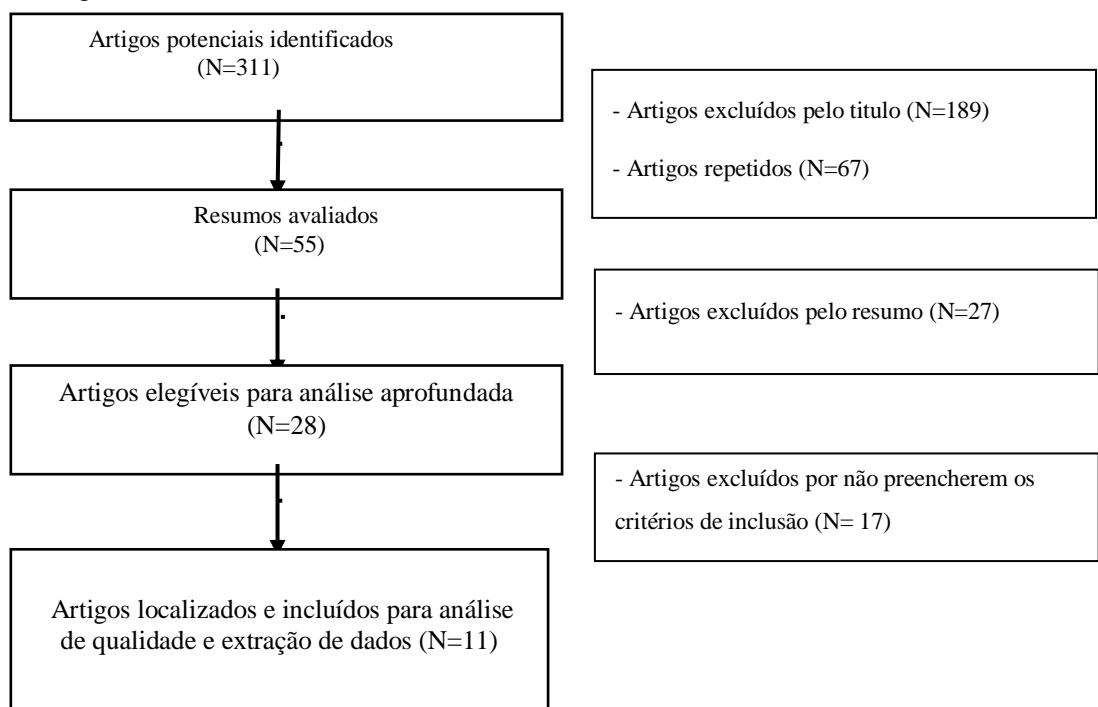 Artigos potenciais identificados
(N=311)
- Artigos excluídos pelo titulo (N=189)
- Artigos repetidos (N=67)
Resumos avaliados
(N=55)
- Artigos excluídos pelo resumo (N=27)
Artigos elegíveis para análise aprofundada
(N=28)
- Artigos excluídos por não preencherem os
critérios de inclusão (N= 17)
Artigos localizados e incluídos para análise
de qualidade e extração de dados (N=11)